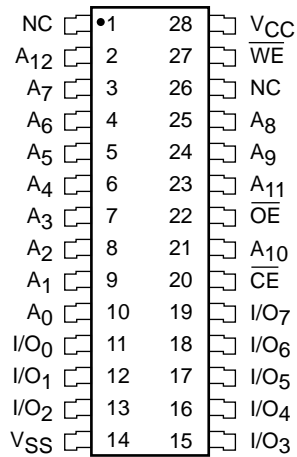 NC 1 28 VCC
A12 2 27 WE
A7 3 26 NC
A6 4 25 A8
A5 5 24 A9
A4 6 23 A11
A3 7 22 OE
A2 8 21 A10
A1 9 20 CE
A0 10 19 I/O7
I/O0 11 18 I/O6
I/O1 12 17 I/O5
I/O2 13 16 I/O4
VSS 14 15 I/O3